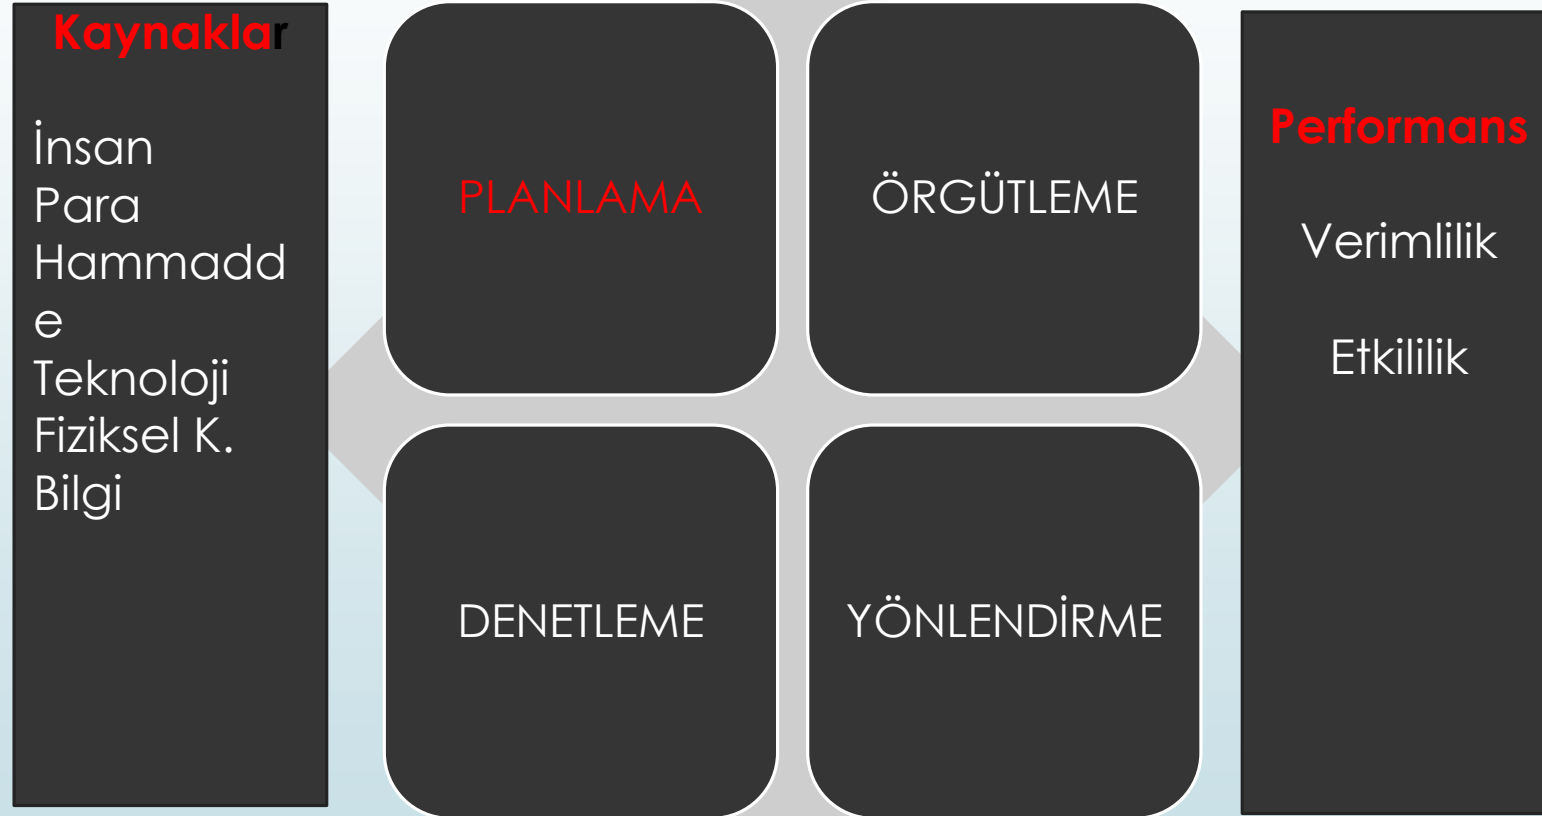 Kaynaklar
İnsan
Para
Hammadd
e
Teknoloji
Fiziksel K.
Bilgi
PLANLAMA
ÖRGÜTLEME
DENETLEME
YÖNLENDİRME
Performans
Verimlilik
Etkililik